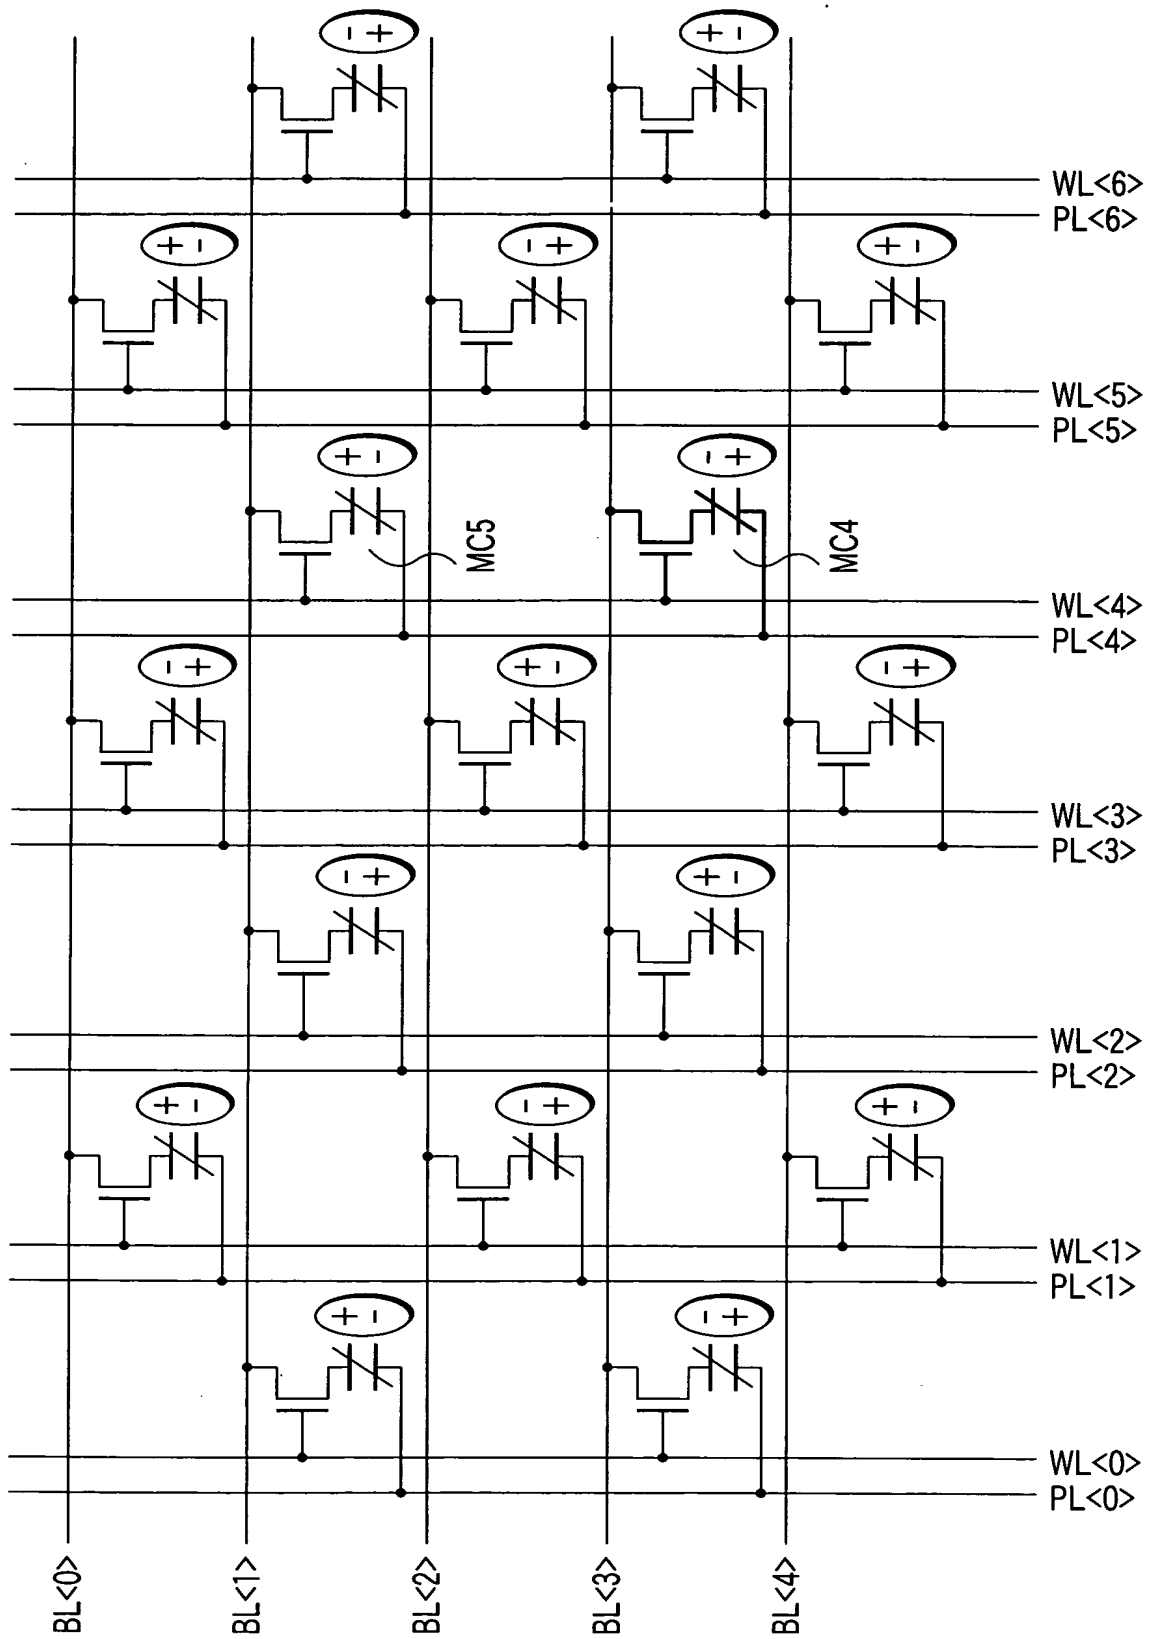 − +
+ −
WL<6>
PL<6>
+ −
− +
+ −
WL<5>
PL<5>
+ −
− +
MC5
MC4
WL<4>
PL<4>
− +
+ −
− +
WL<3>
PL<3>
− +
+ −
WL<2>
PL<2>
+ −
− +
+ −
WL<1>
PL<1>
+ −
− +
WL<0>
PL<0>
BL<0>
BL<1>
BL<2>
BL<3>
BL<4>